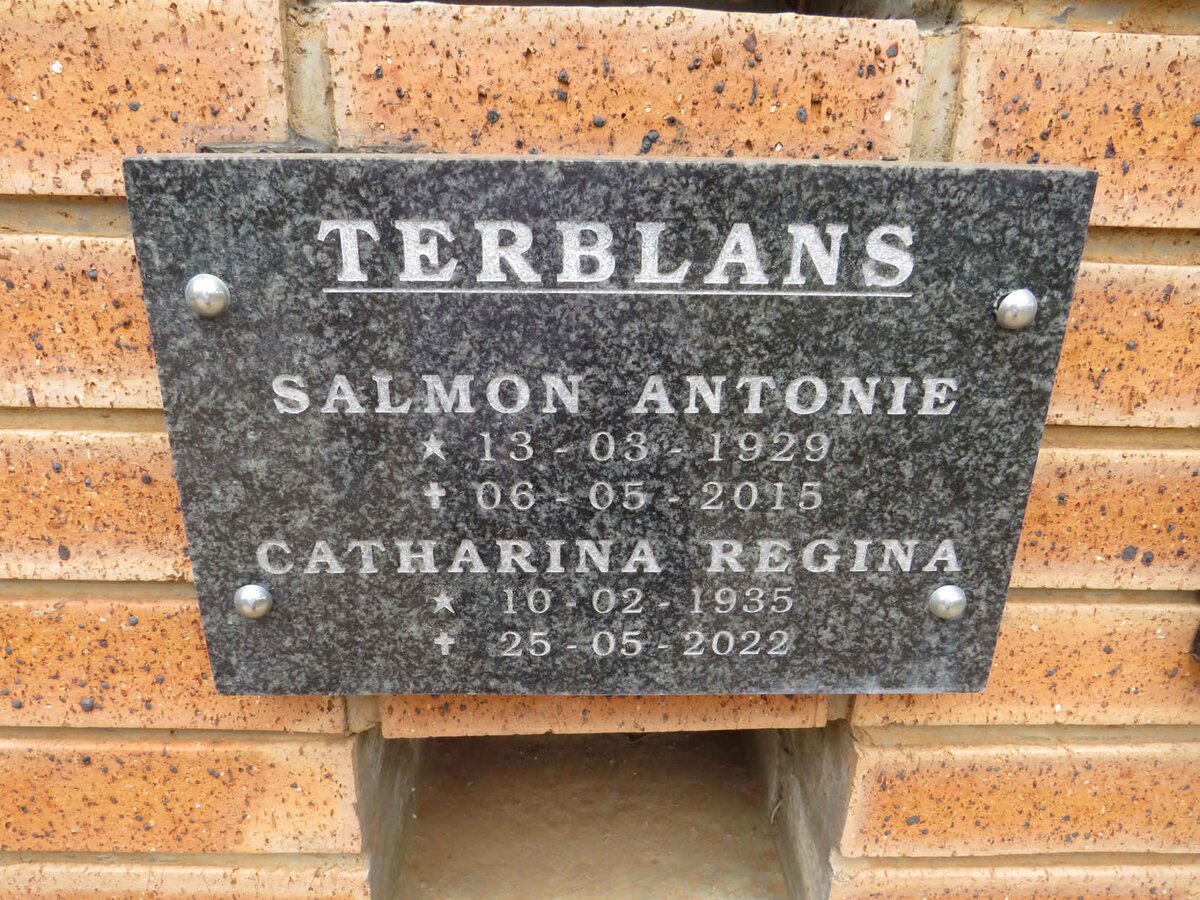 TERBLANS
SALMON ANTONIE
★ 13 - 03 - 1929
✝ 06 - 05 - 2015
CATHARINA REGINA
★ 10 - 02 - 1935
✝ 25 - 05 - 2022